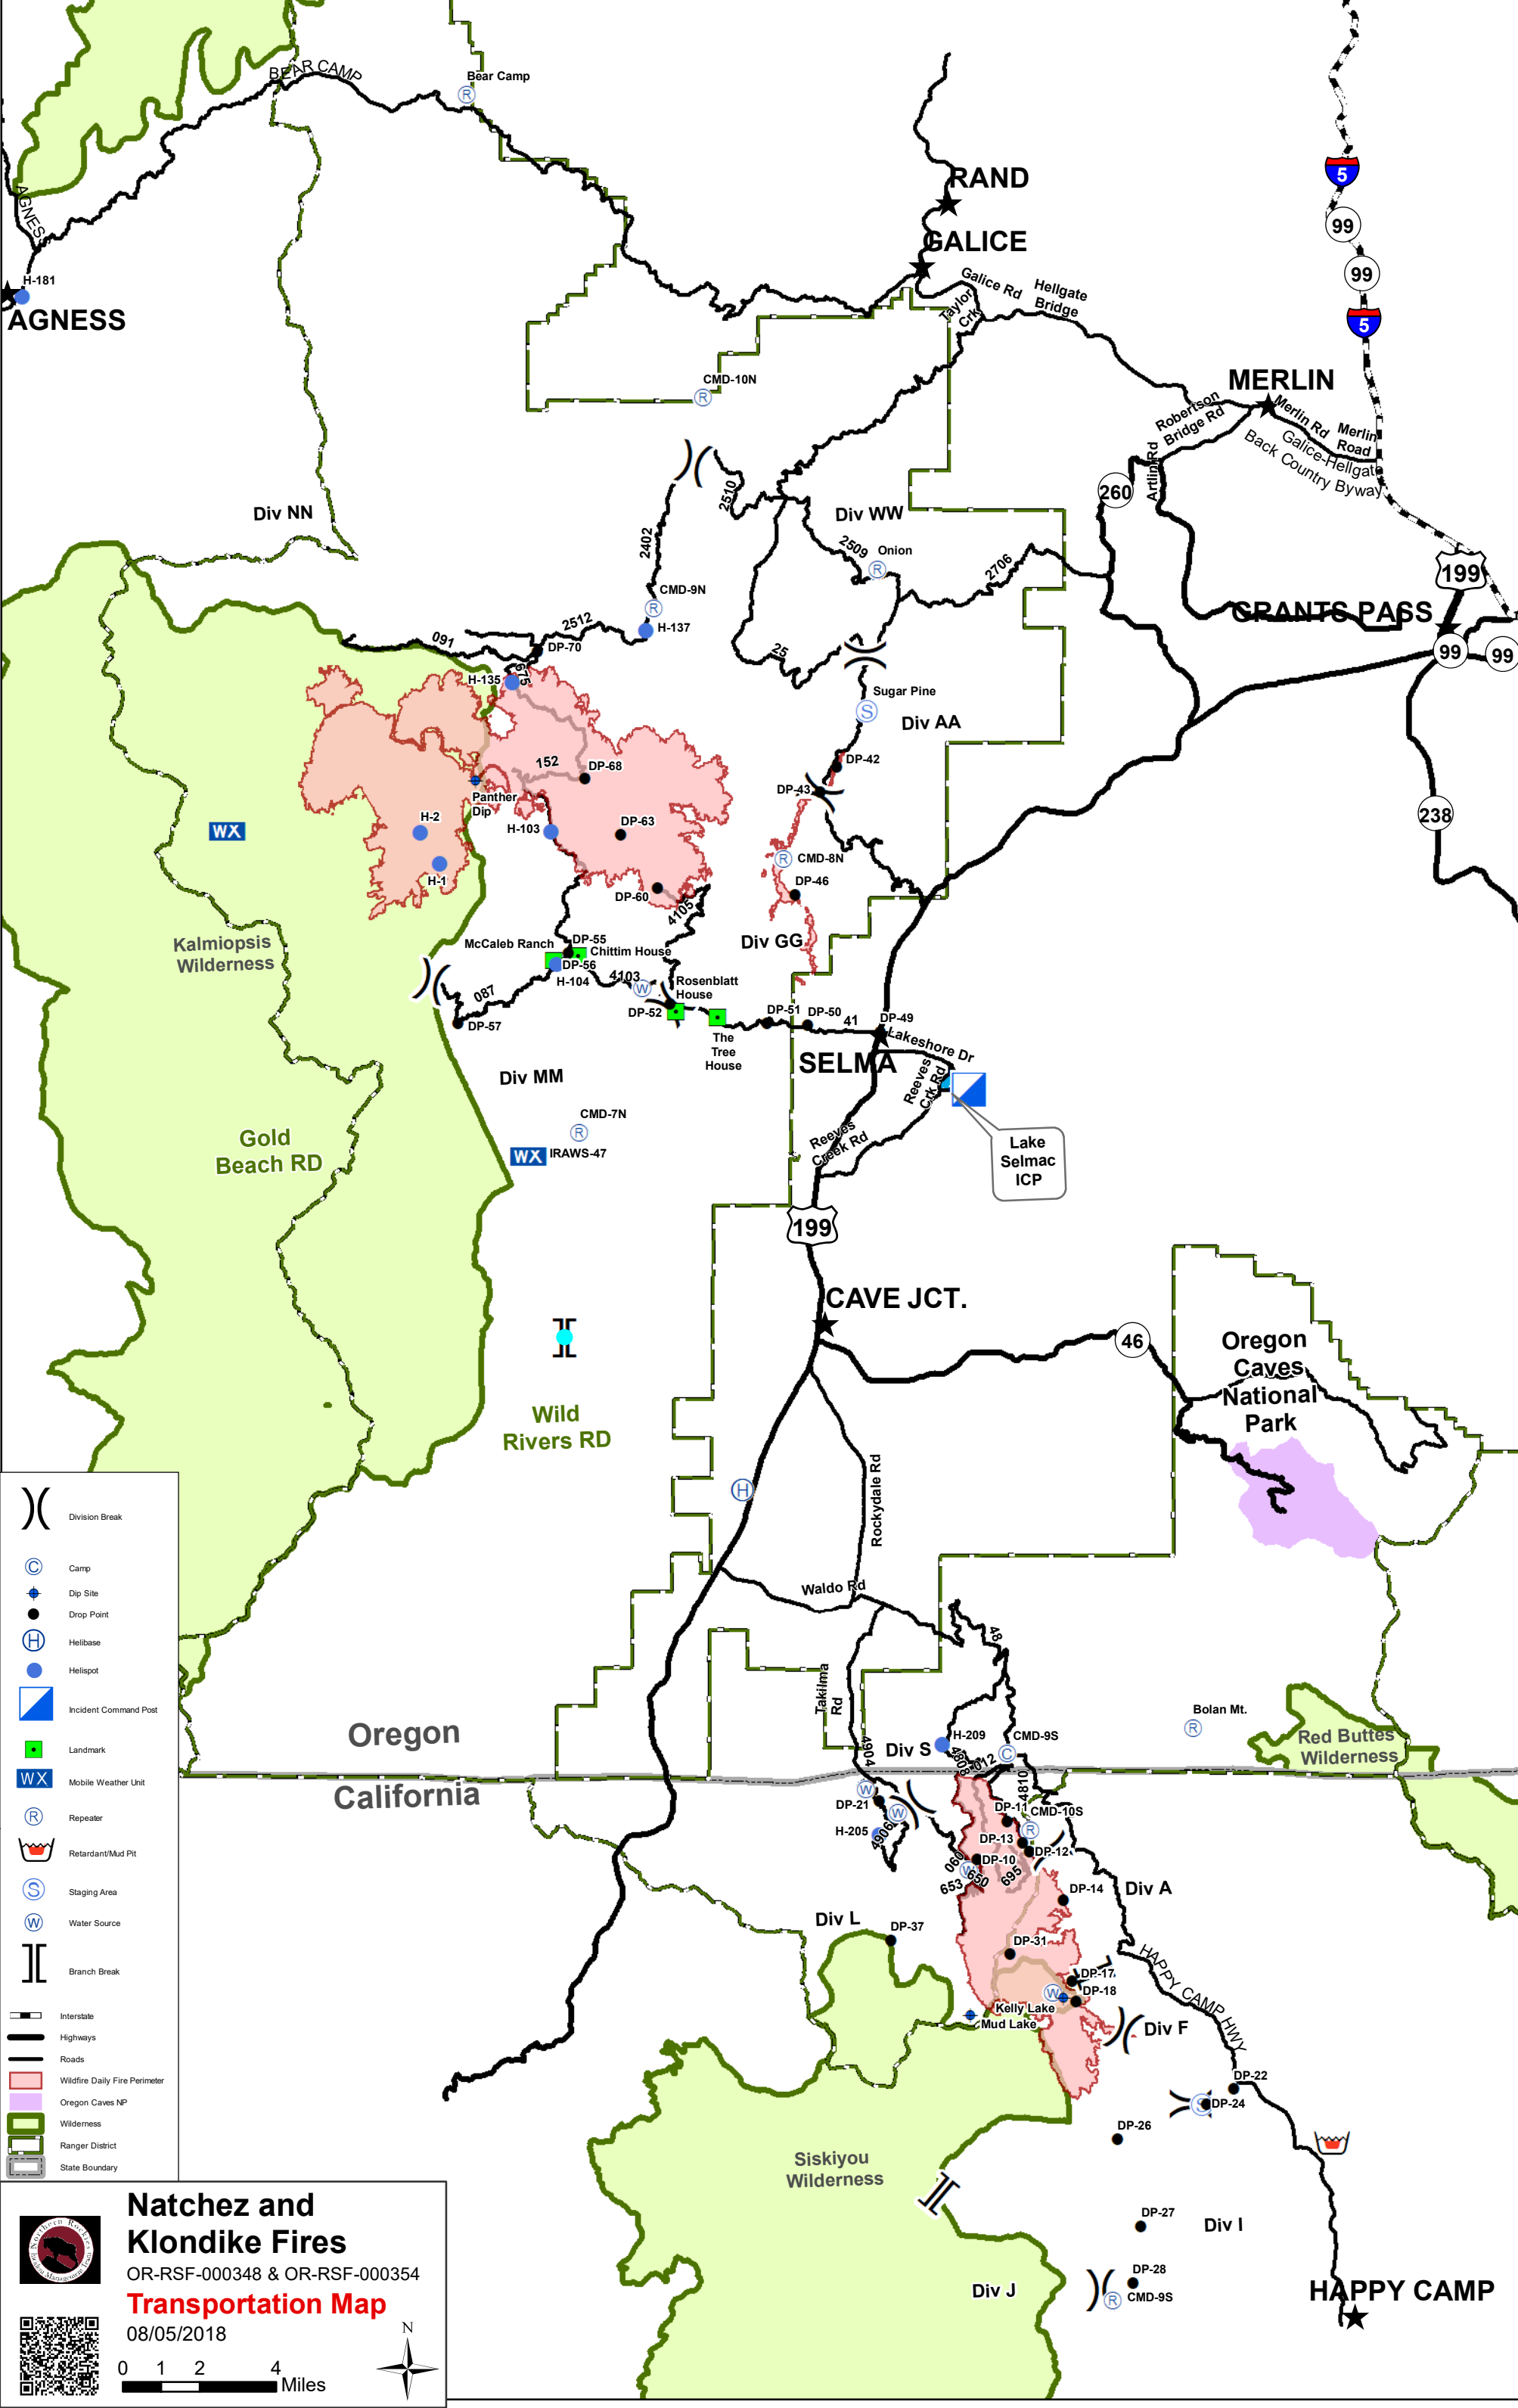 BEAR CAMP
Bear Camp
RAND
5
99
GALICE
99
AGNESS
H-181
AGNESS
Galice Rd
Hellgate
Bridge
Taylor
Crk
5
CMD-10N
MERLIN
Robertson
Bridge Rd
Merlin Rd
Merlin
Road
Galice-Hellgate
Back Country Byway
260
Artlin Rd
2510
Div NN
Div WW
2402
2509
Onion
2706
199
CMD-9N
GRANTS PASS
2512
H-137
091
DP-70
25
99
99
H-135
675
Sugar Pine
S
Div AA
152
DP-68
DP-42
Panther
Dip
DP-43
H-2
H-103
DP-63
238
WX
CMD-8N
H-1
DP-46
DP-60
4105
Kalmiopsis
Wilderness
McCaleb Ranch
DP-55
Chittim House
Div GG
DP-56
H-104
4103
W
Rosenblatt
House
087
DP-57
DP-52
DP-51
DP-50
41
DP-49
The
Tree
House
Lakeshore Dr
SELMA
Reeves
Crk Rd
Div MM
CMD-7N
Reeves
Creek Rd
Lake
Selmac
ICP
Gold
Beach RD
WX
IRAWS-47
199
CAVE JCT.
46
Oregon
Caves
National
Park
Wild
Rivers RD
H
Rockydale Rd
Waldo Rd
48
Takilma
Rd
Oregon
California
4904
Div S
H-209
CMD-9S
C
4808
7012
4810
Bolan Mt.
Red Buttes
Wilderness
W
DP-21
W
H-205
4906
DP-11
CMD-10S
DP-13
DP-12
DP-10
060
W
650
653
695
DP-14
Div A
Div L
DP-37
DP-31
HAPPY CAMP HWY
DP-17
DP-18
W
Kelly Lake
Mud Lake
Div F
DP-22
S
DP-24
DP-26
Siskiyou
Wilderness
DP-27
Div I
DP-28
CMD-9S
Div J
HAPPY CAMP
Division Break
C
Camp
Dip Site
Drop Point
H
Helibase
Helispot
Incident Command Post
Landmark
WX
Mobile Weather Unit
R
Repeater
Retardant/Mud Pit
S
Staging Area
W
Water Source
Branch Break
Interstate
Highways
Roads
Wildfire Daily Fire Perimeter
Oregon Caves NP
Wilderness
Ranger District
State Boundary
Natchez and
Klondike Fires
OR-RSF-000348 & OR-RSF-000354
Transportation Map
08/05/2018
N
0 1 2 4
Miles
Northern Rockies